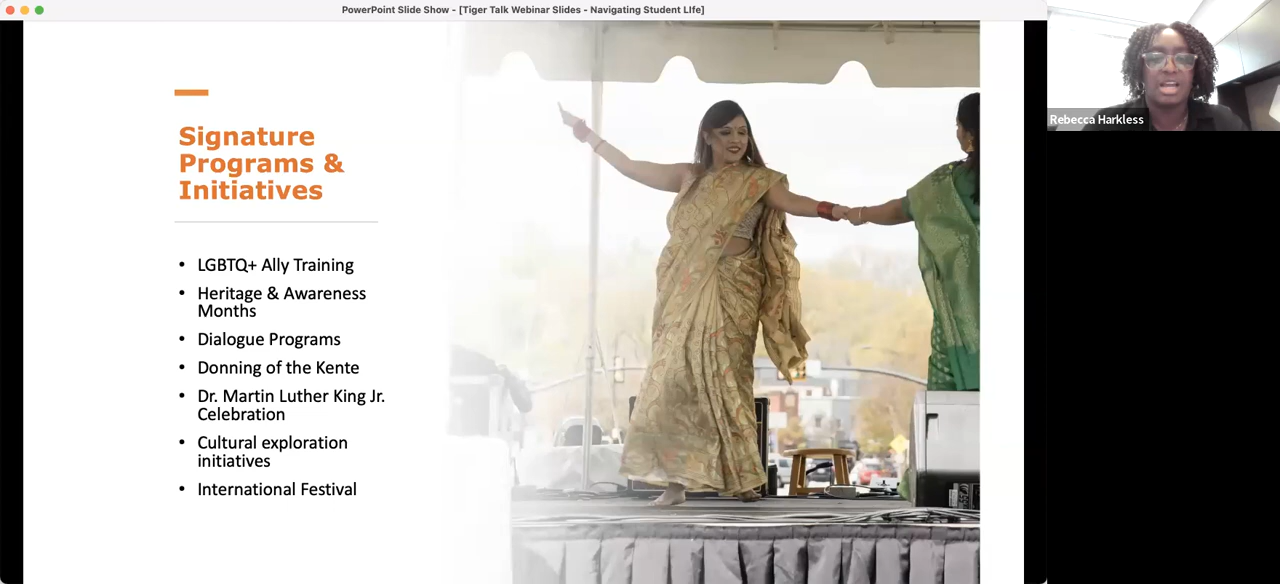 PowerPoint Slide Show - [Tiger Talk Webinar Slides - Navigating Student LIfe]
Rebecca Harkless
Signature
Programs &
Initiatives
• LGBTQ+ Ally Training
• Heritage & Awareness
Months
• Dialogue Programs
• Donning of the Kente
• Dr. Martin Luther King Jr.
Celebration
• Cultural exploration
initiatives
• International Festival